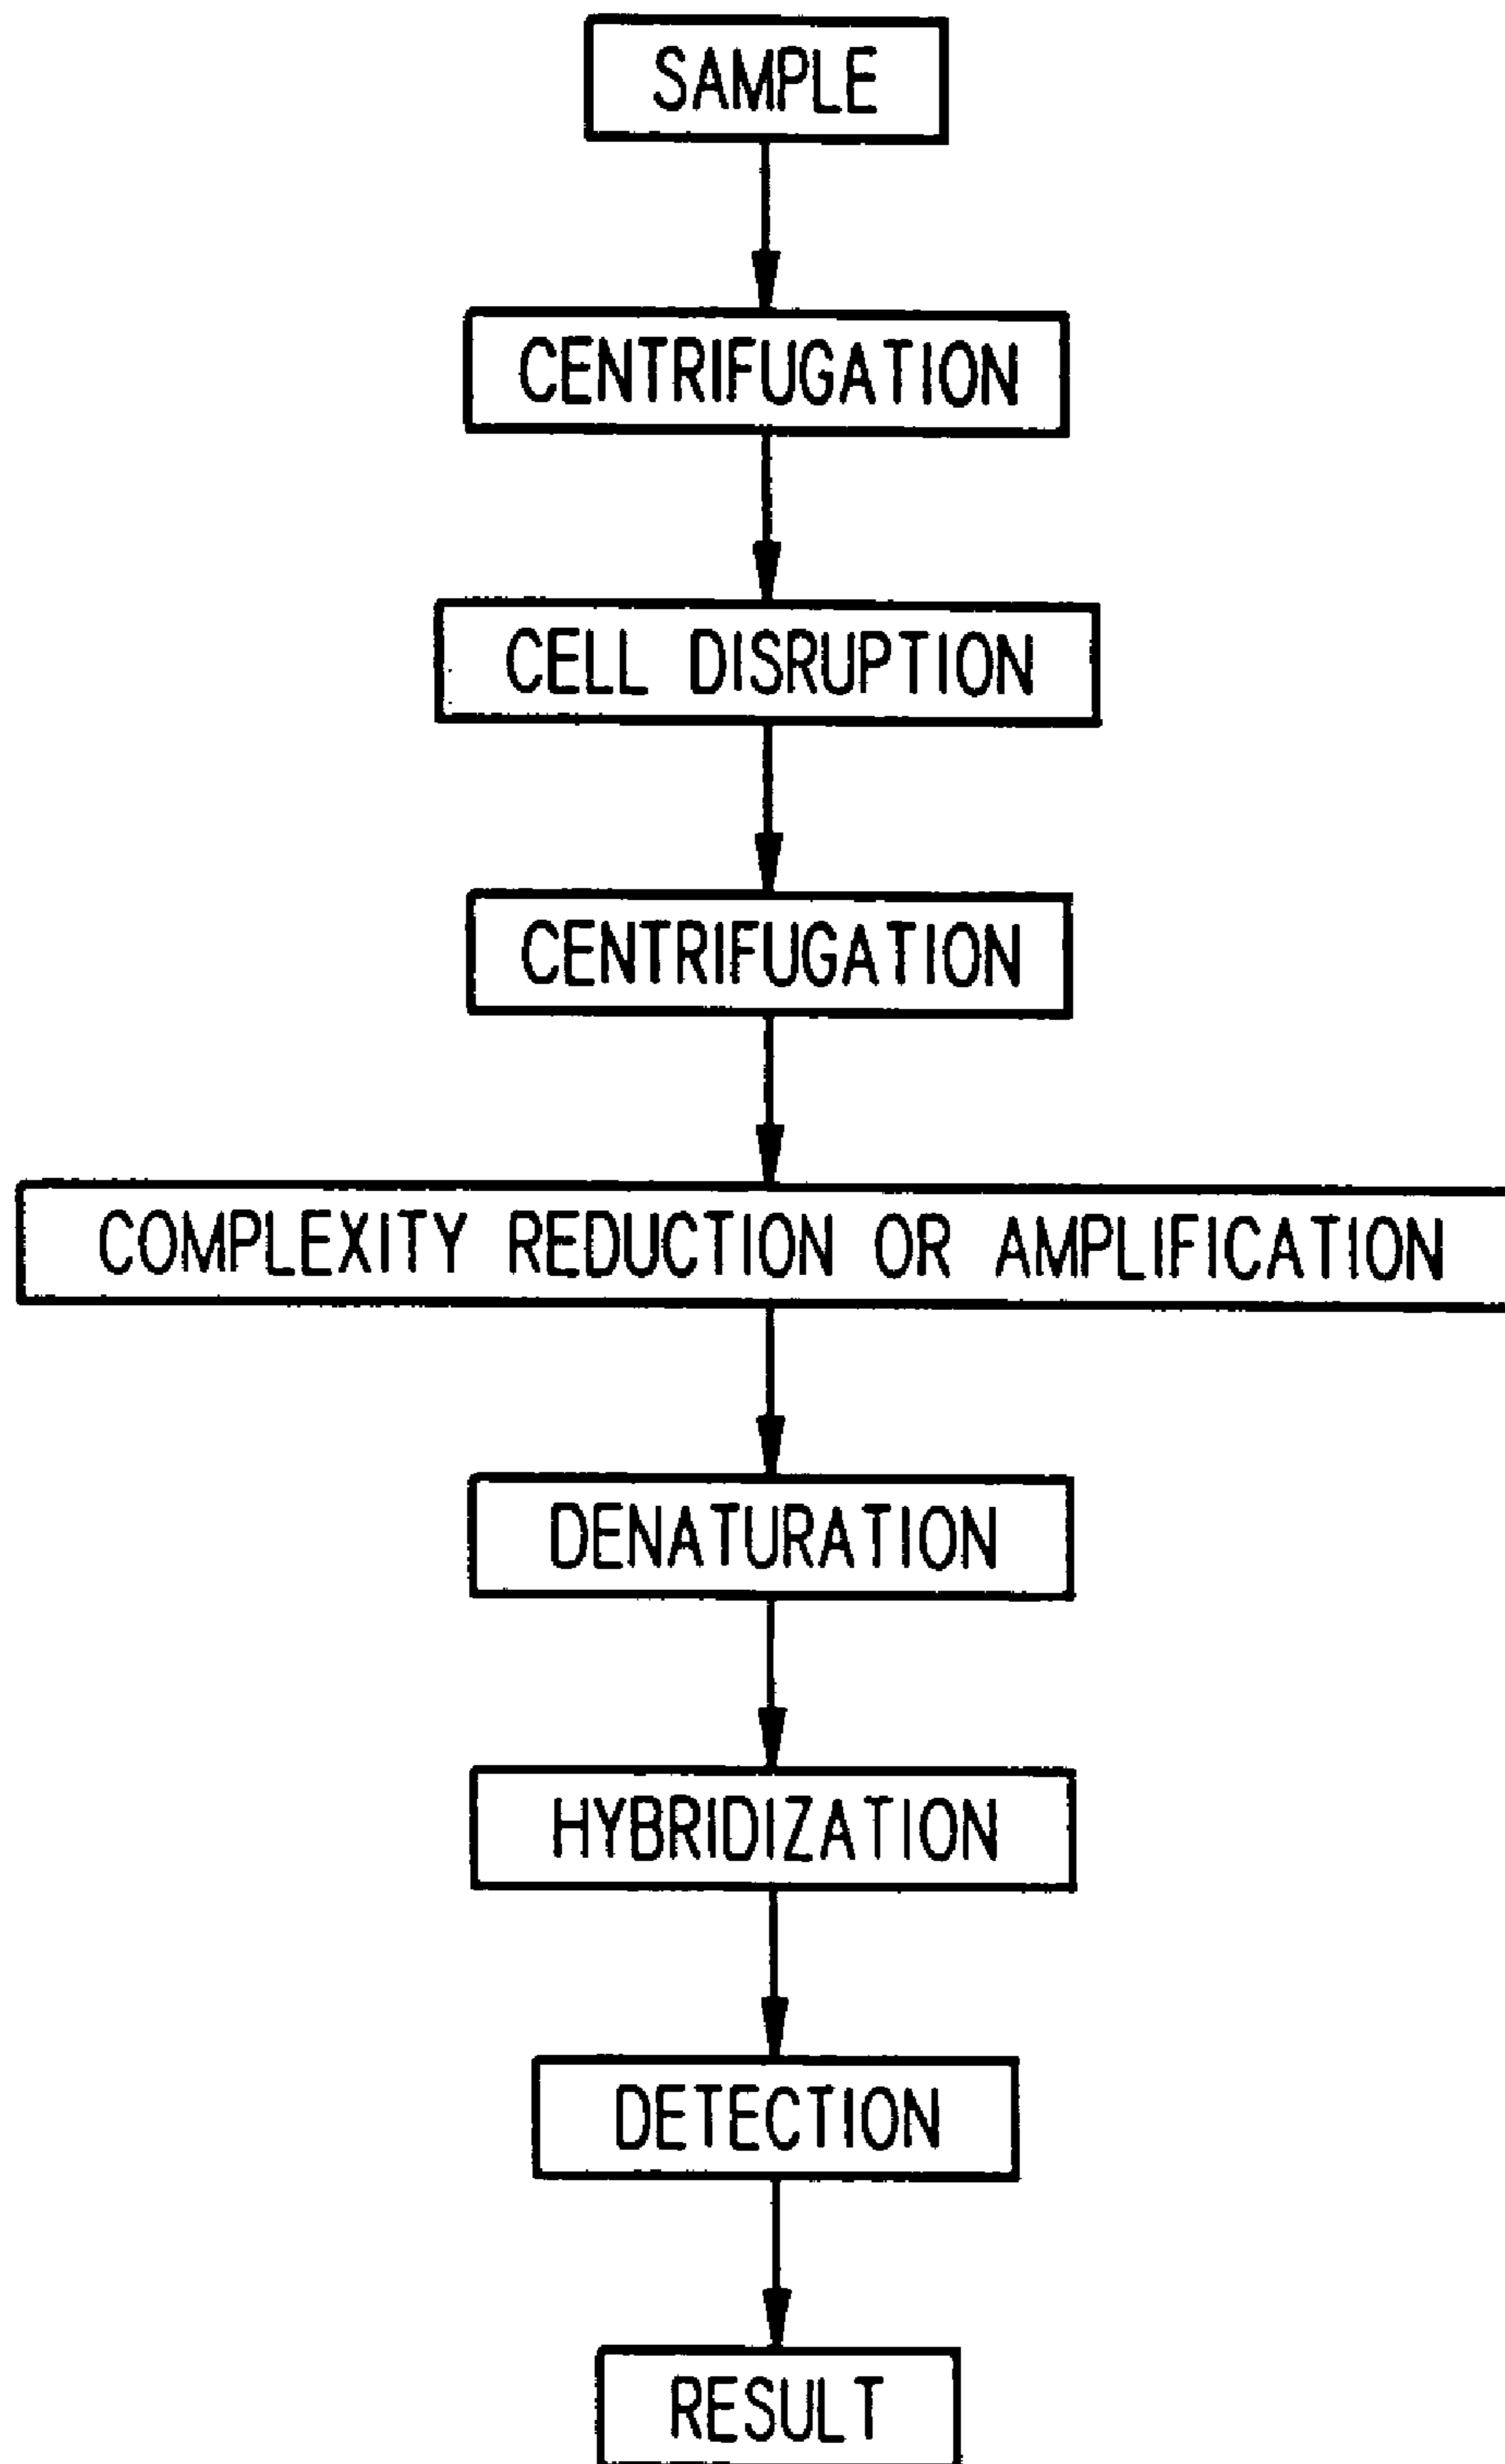 SAMPLE
CENTRIFUGATION
CELL DISRUPTION
CENTRIFUGATION
COMPLEXITY REDUCTION OR AMPLIFICATION
DENATURATION
HYBRIDIZATION
DETECTION
RESULT